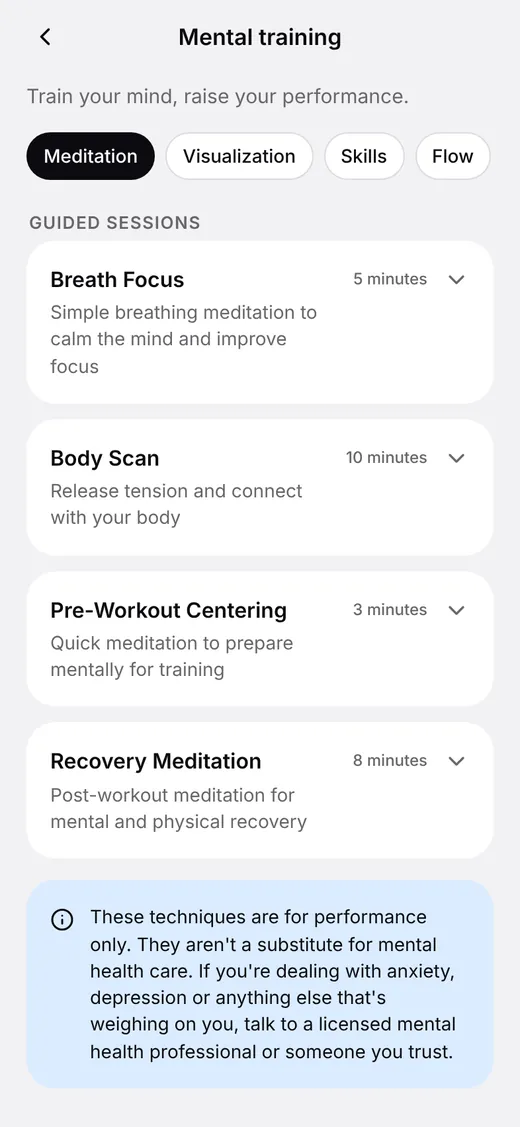 Mental training
Train your mind, raise your performance.
Meditation
Visualization
Skills
Flow
GUIDED SESSIONS
Breath Focus
5 minutes
Simple breathing meditation to
calm the mind and improve
focus
Body Scan
10 minutes
Release tension and connect
with your body
Pre-Workout Centering
3 minutes
Quick meditation to prepare
mentally for training
Recovery Meditation
8 minutes
Post-workout meditation for
mental and physical recovery
These techniques are for performance
only. They aren't a substitute for mental
health care. If you're dealing with anxiety,
depression or anything else that's
weighing on you, talk to a licensed mental
health professional or someone you trust.